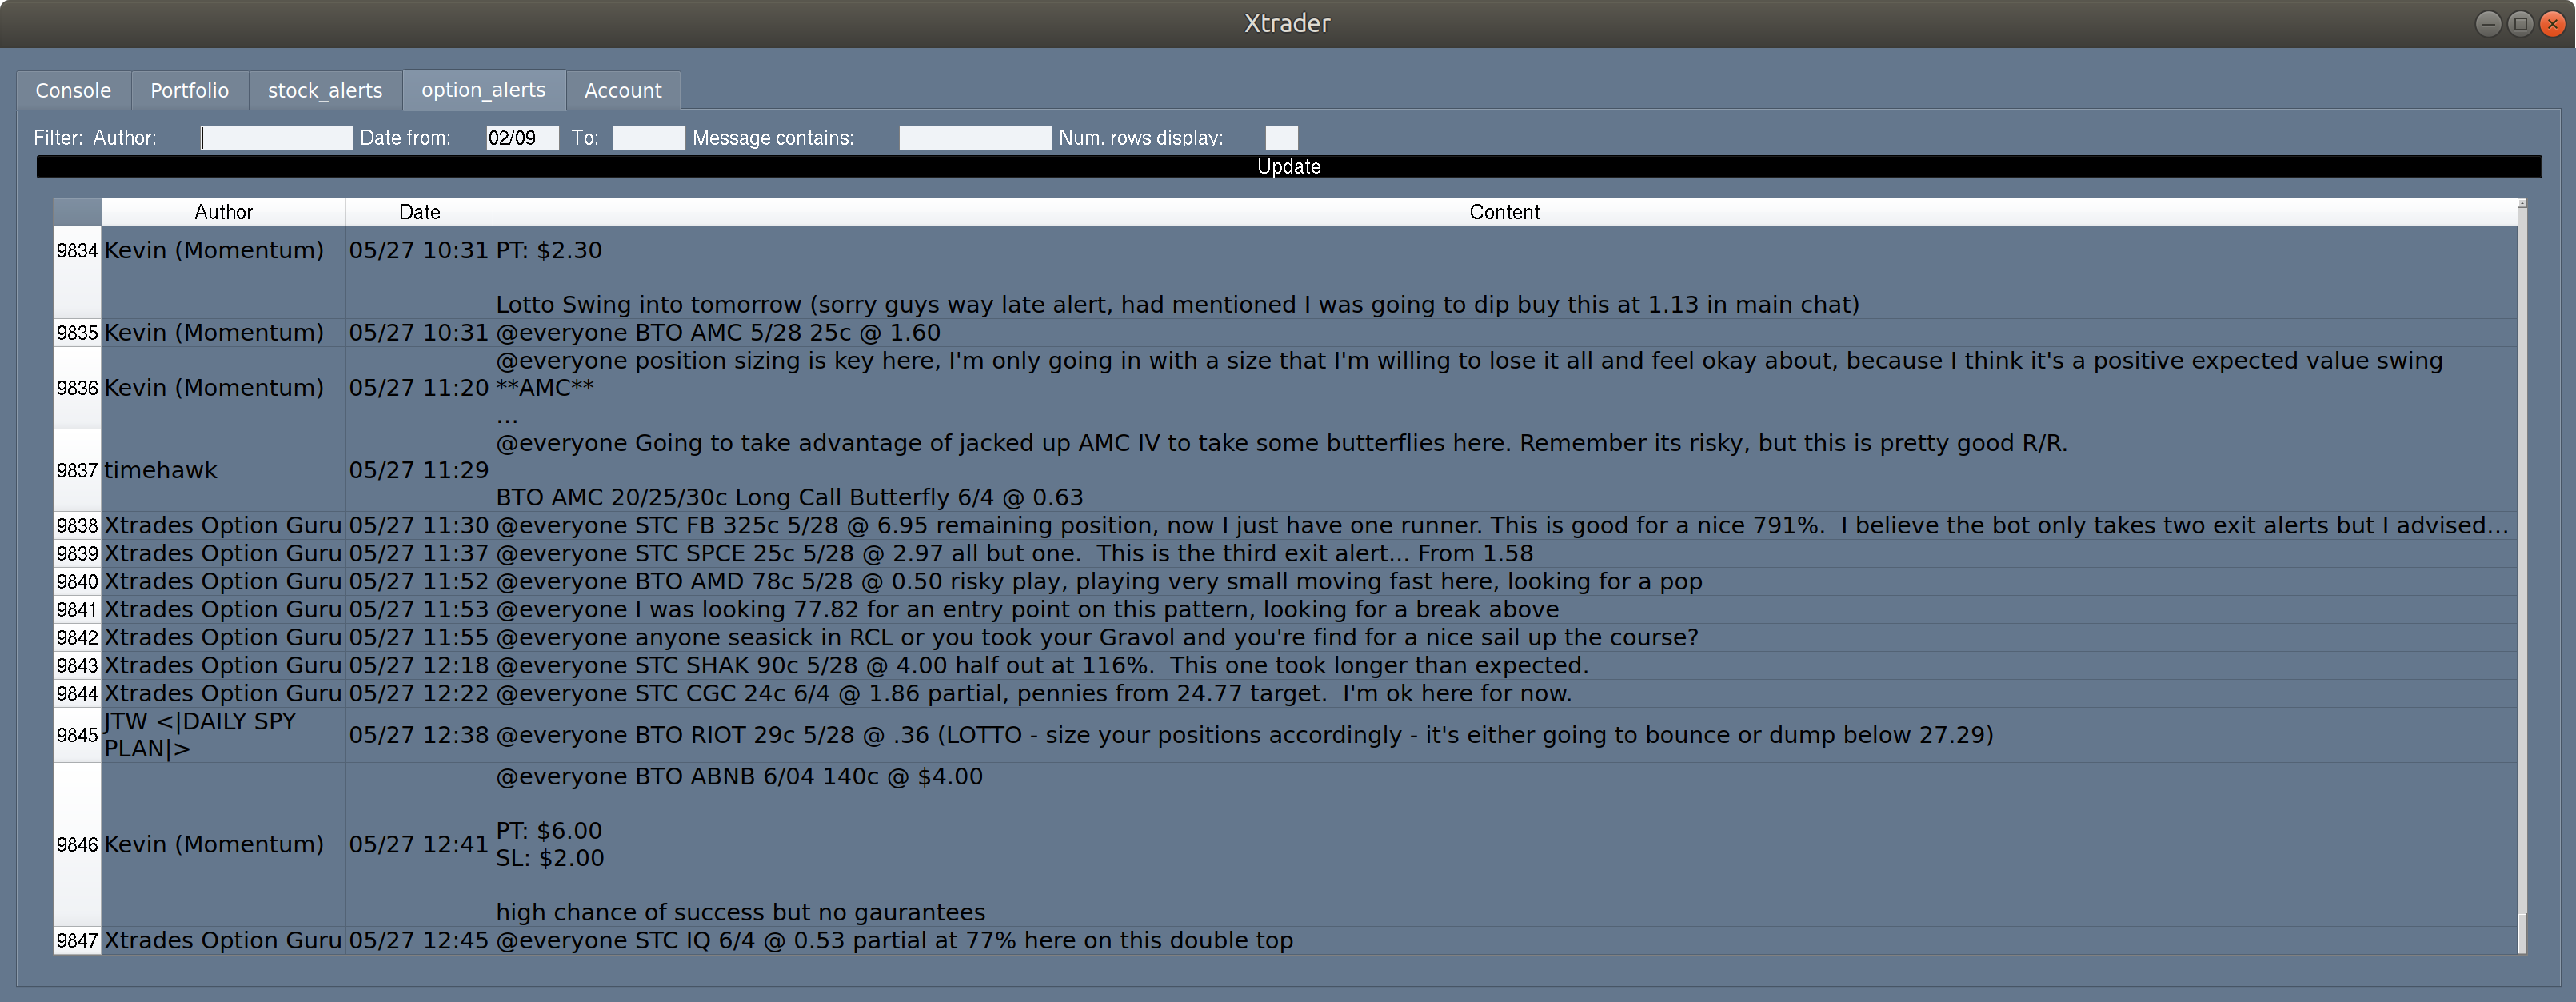 Xtrader
Console Portfolio stock_alerts option_alerts Account
Filter: Author: Date from: 02/09 To: Message contains: Num. rows display:
Update
Author Date Content
9834 Kevin (Momentum) 05/27 10:31 PT: $2.30
Lotto Swing into tomorrow (sorry guys way late alert, had mentioned I was going to dip buy this at 1.13 in main chat)
9835 Kevin (Momentum) 05/27 10:31 @everyone BTO AMC 5/28 25c @ 1.60
@everyone position sizing is key here, I'm only going in with a size that I'm willing to lose it all and feel okay about, because I think it's a positive expected value swing
9836 Kevin (Momentum) 05/27 11:20 **AMC**
...
@everyone Going to take advantage of jacked up AMC IV to take some butterflies here. Remember its risky, but this is pretty good R/R.
9837 timehawk 05/27 11:29
BTO AMC 20/25/30c Long Call Butterfly 6/4 @ 0.63
9838 Xtrades Option Guru 05/27 11:30 @everyone STC FB 325c 5/28 @ 6.95 remaining position, now I just have one runner. This is good for a nice 791%.  I believe the bot only takes two exit alerts but I advised...
9839 Xtrades Option Guru 05/27 11:37 @everyone STC SPCE 25c 5/28 @ 2.97 all but one.  This is the third exit alert... From 1.58
9840 Xtrades Option Guru 05/27 11:52 @everyone BTO AMD 78c 5/28 @ 0.50 risky play, playing very small moving fast here, looking for a pop
9841 Xtrades Option Guru 05/27 11:53 @everyone I was looking 77.82 for an entry point on this pattern, looking for a break above
9842 Xtrades Option Guru 05/27 11:55 @everyone anyone seasick in RCL or you took your Gravol and you're find for a nice sail up the course?
9843 Xtrades Option Guru 05/27 12:18 @everyone STC SHAK 90c 5/28 @ 4.00 half out at 116%.  This one took longer than expected.
9844 Xtrades Option Guru 05/27 12:22 @everyone STC CGC 24c 6/4 @ 1.86 partial, pennies from 24.77 target.  I'm ok here for now.
JTW <|DAILY SPY
9845 PLAN|> 05/27 12:38 @everyone BTO RIOT 29c 5/28 @ .36 (LOTTO - size your positions accordingly - it's either going to bounce or dump below 27.29)
@everyone BTO ABNB 6/04 140c @ $4.00
PT: $6.00
9846 Kevin (Momentum) 05/27 12:41 SL: $2.00
high chance of success but no gaurantees
9847 Xtrades Option Guru 05/27 12:45 @everyone STC IQ 6/4 @ 0.53 partial at 77% here on this double top